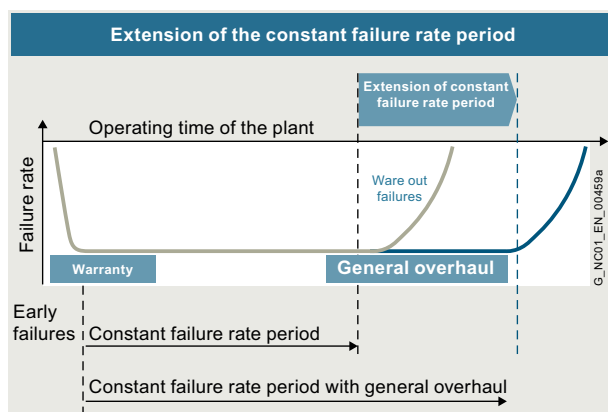 Extension of the constant failure rate period
Extension of constant
failure rate period
Operating time of the plant
Failure rate
Ware out
failures
G_NC01_EN_00459a
Warranty
General overhaul
Early
failures
Constant failure rate period
Constant failure rate period with general overhaul